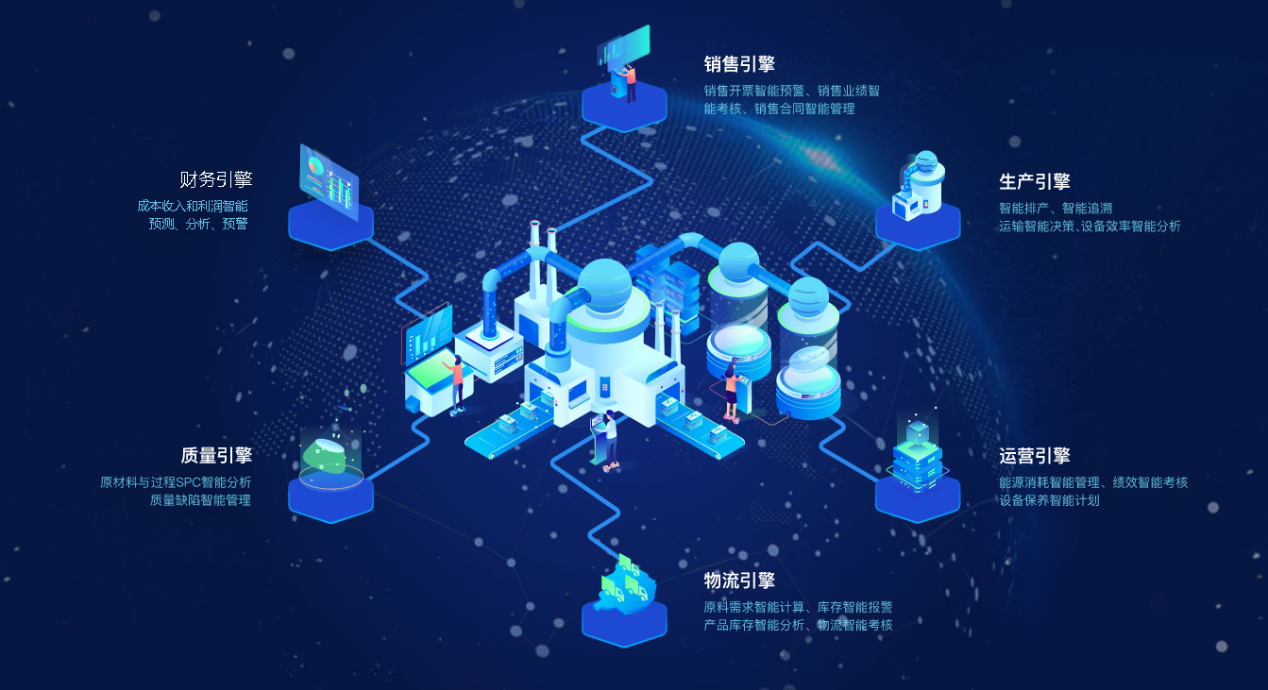 销售引擎
销售开票智能预警、销售业绩智
能考核、销售合同智能管理
财务引擎
成本收入和利润智能
预测、分析、预警
生产引擎
智能排产、智能追溯
运输智能决策、设备效率智能分析
质量引擎
原材料与过程SPC智能分析
质量缺陷智能管理
运营引擎
能源消耗智能管理、绩效智能考核
设备保养智能计划
物流引擎
原料需求智能计算、库存智能报警
产品库存智能分析、物流智能考核